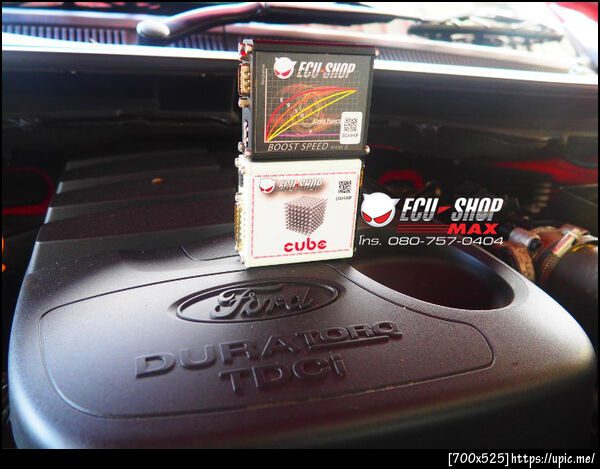 ECU SHOP
BOOST SPEED
ECU SHOP
cube
ECU SHOP
MAX
โทร. 080-757-0404
Ford
DURATORQ
TDCi
[700x525]https://upic.me/